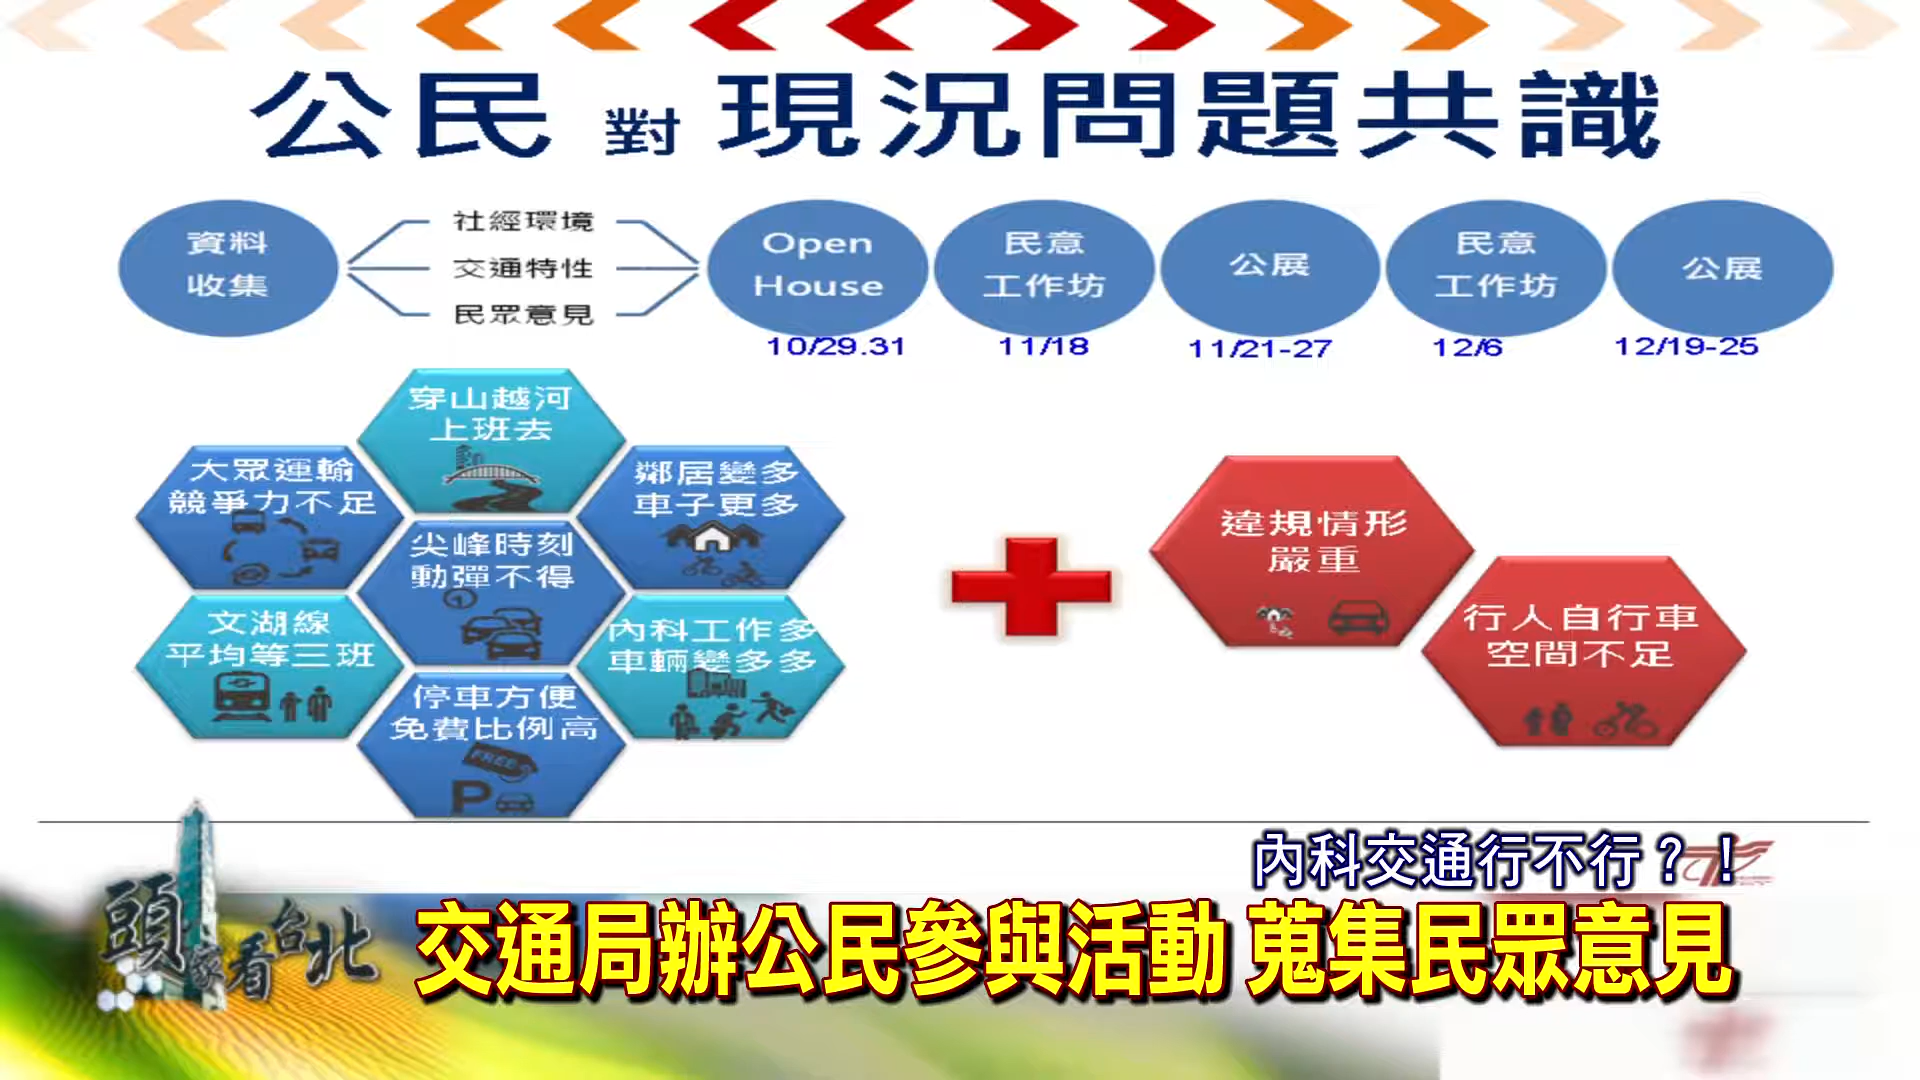 公民 對 現況問題共識
資料
收集
社經環境
交通特性
民眾意見
Open
House
10/29.31
民意
工作坊
11/18
公展
11/21-27
民意
工作坊
12/6
公展
12/19-25
穿山越河
上班去
大眾運輸
競爭力不足
鄰居變多
車子更多
尖峰時刻
動彈不得
文湖線
平均等三班
內科工作多
車輛變多多
停車方便
免費比例高
FREE
P
違規情形
嚴重
行人自行車
空間不足
內科交通行不行？！
交通局辦公民參與活動 蒐集民眾意見
頭家看台北